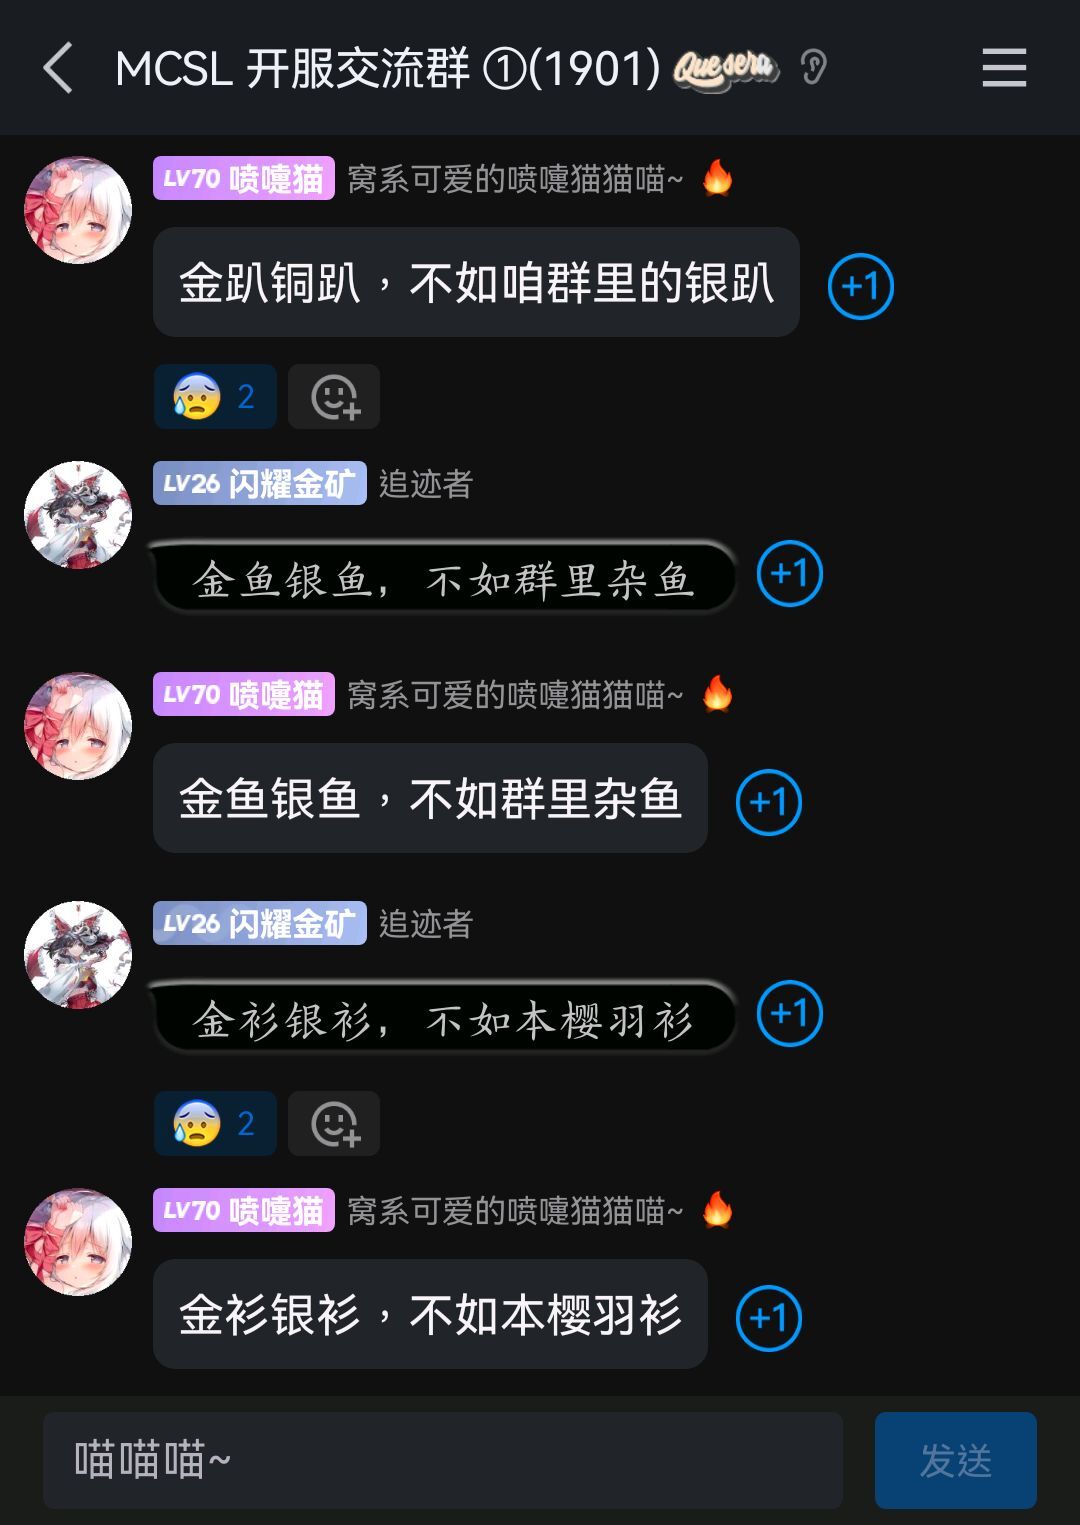 MCSL 开服交流群 ①(1901) Que sera
LV70 喷嚏猫 窝系可爱的喷嚏猫猫喵~ 🔥
金趴铜趴，不如咱群里的银趴 +1
😰 2
LV26 闪耀金矿 追迹者
金鱼银鱼，不如群里杂鱼 +1
LV70 喷嚏猫 窝系可爱的喷嚏猫猫喵~ 🔥
金鱼银鱼，不如群里杂鱼 +1
LV26 闪耀金矿 追迹者
金衫银衫，不如本樱羽衫 +1
😰 2
LV70 喷嚏猫 窝系可爱的喷嚏猫猫喵~ 🔥
金衫银衫，不如本樱羽衫 +1
喵喵喵~ 发送